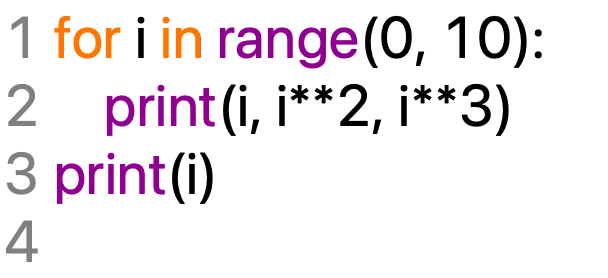 1 for i in range(0, 10):
2     print(i, i**2, i**3)
3 print(i)
4